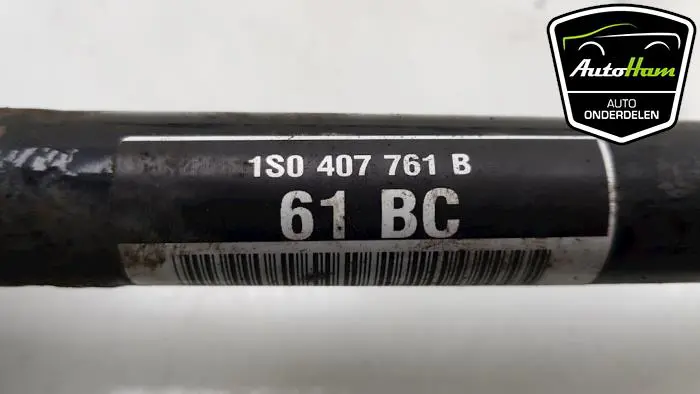 AutoHam
AUTO
ONDERDELEN
1S0 407 761 B
61 BC